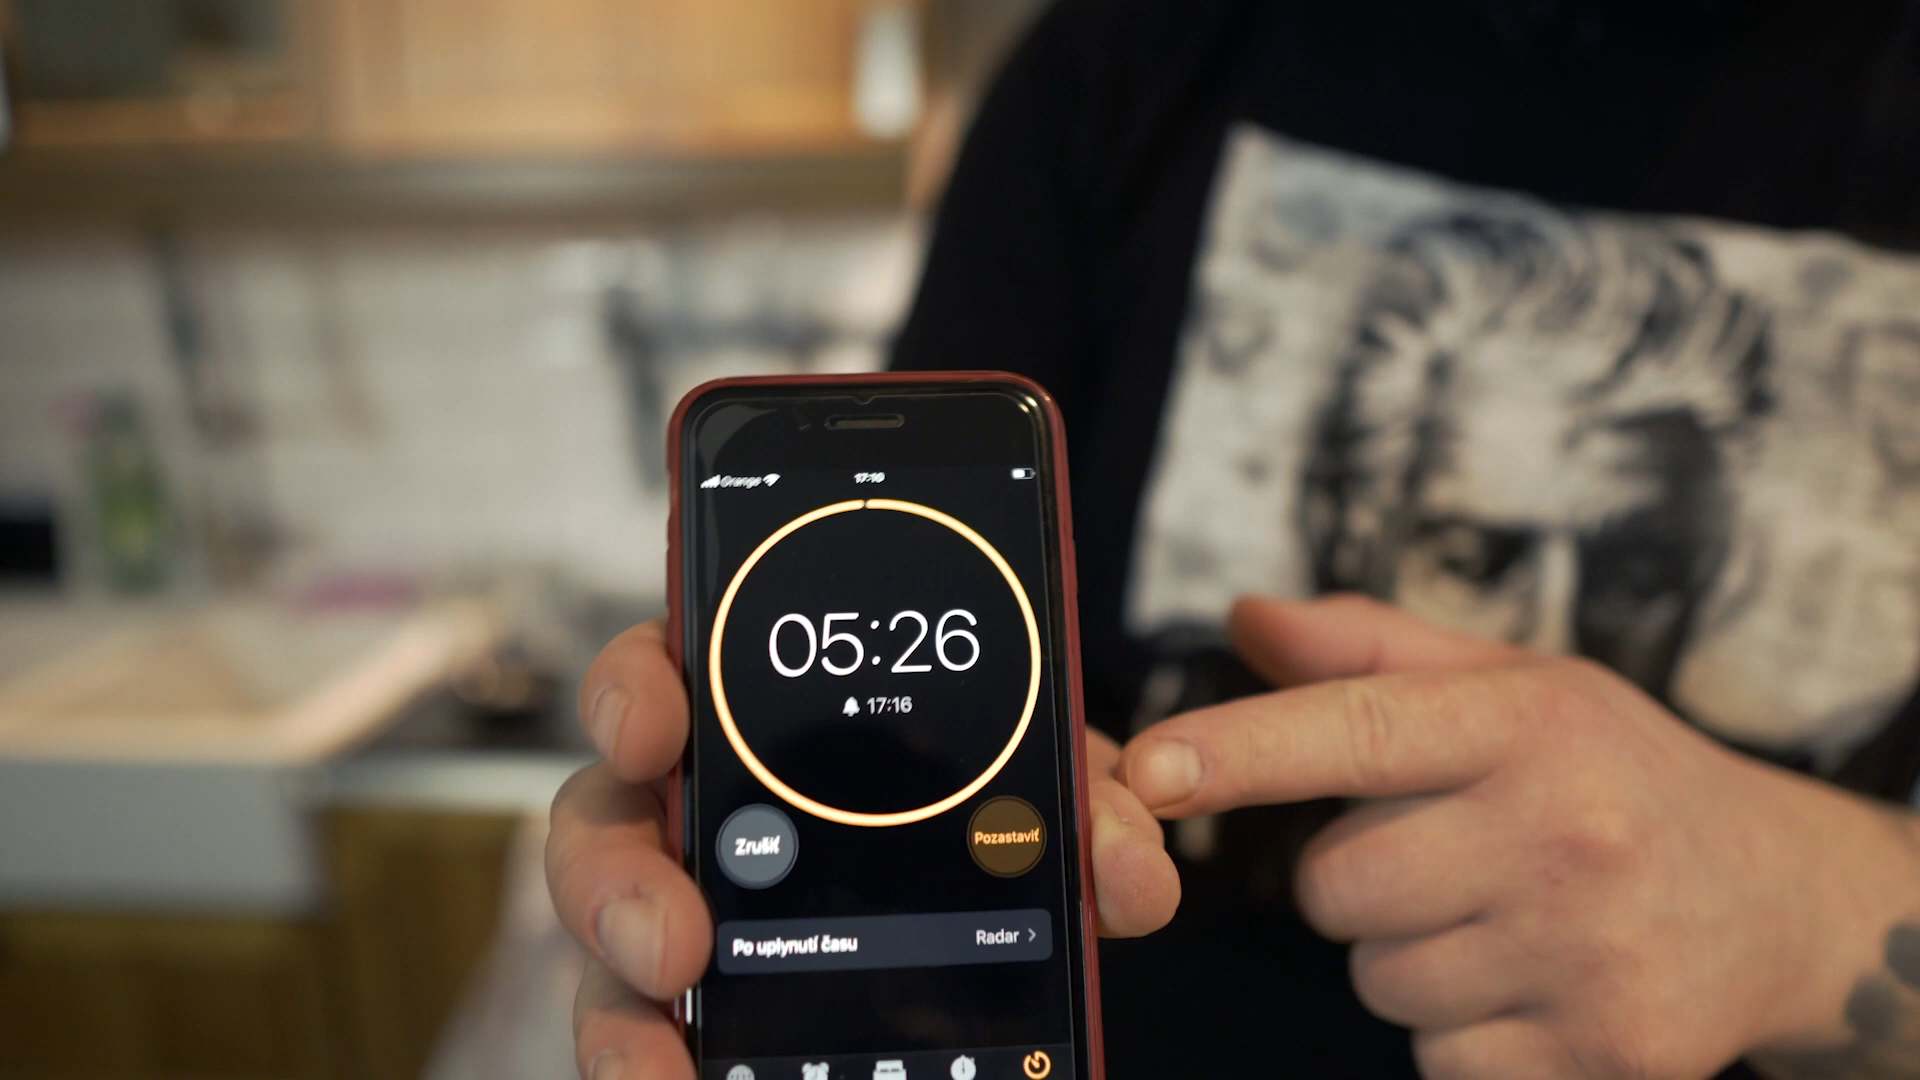 Orange 17:10
05:26
17:16
Zrušiť Pozastaviť
Po uplynutí času Radar